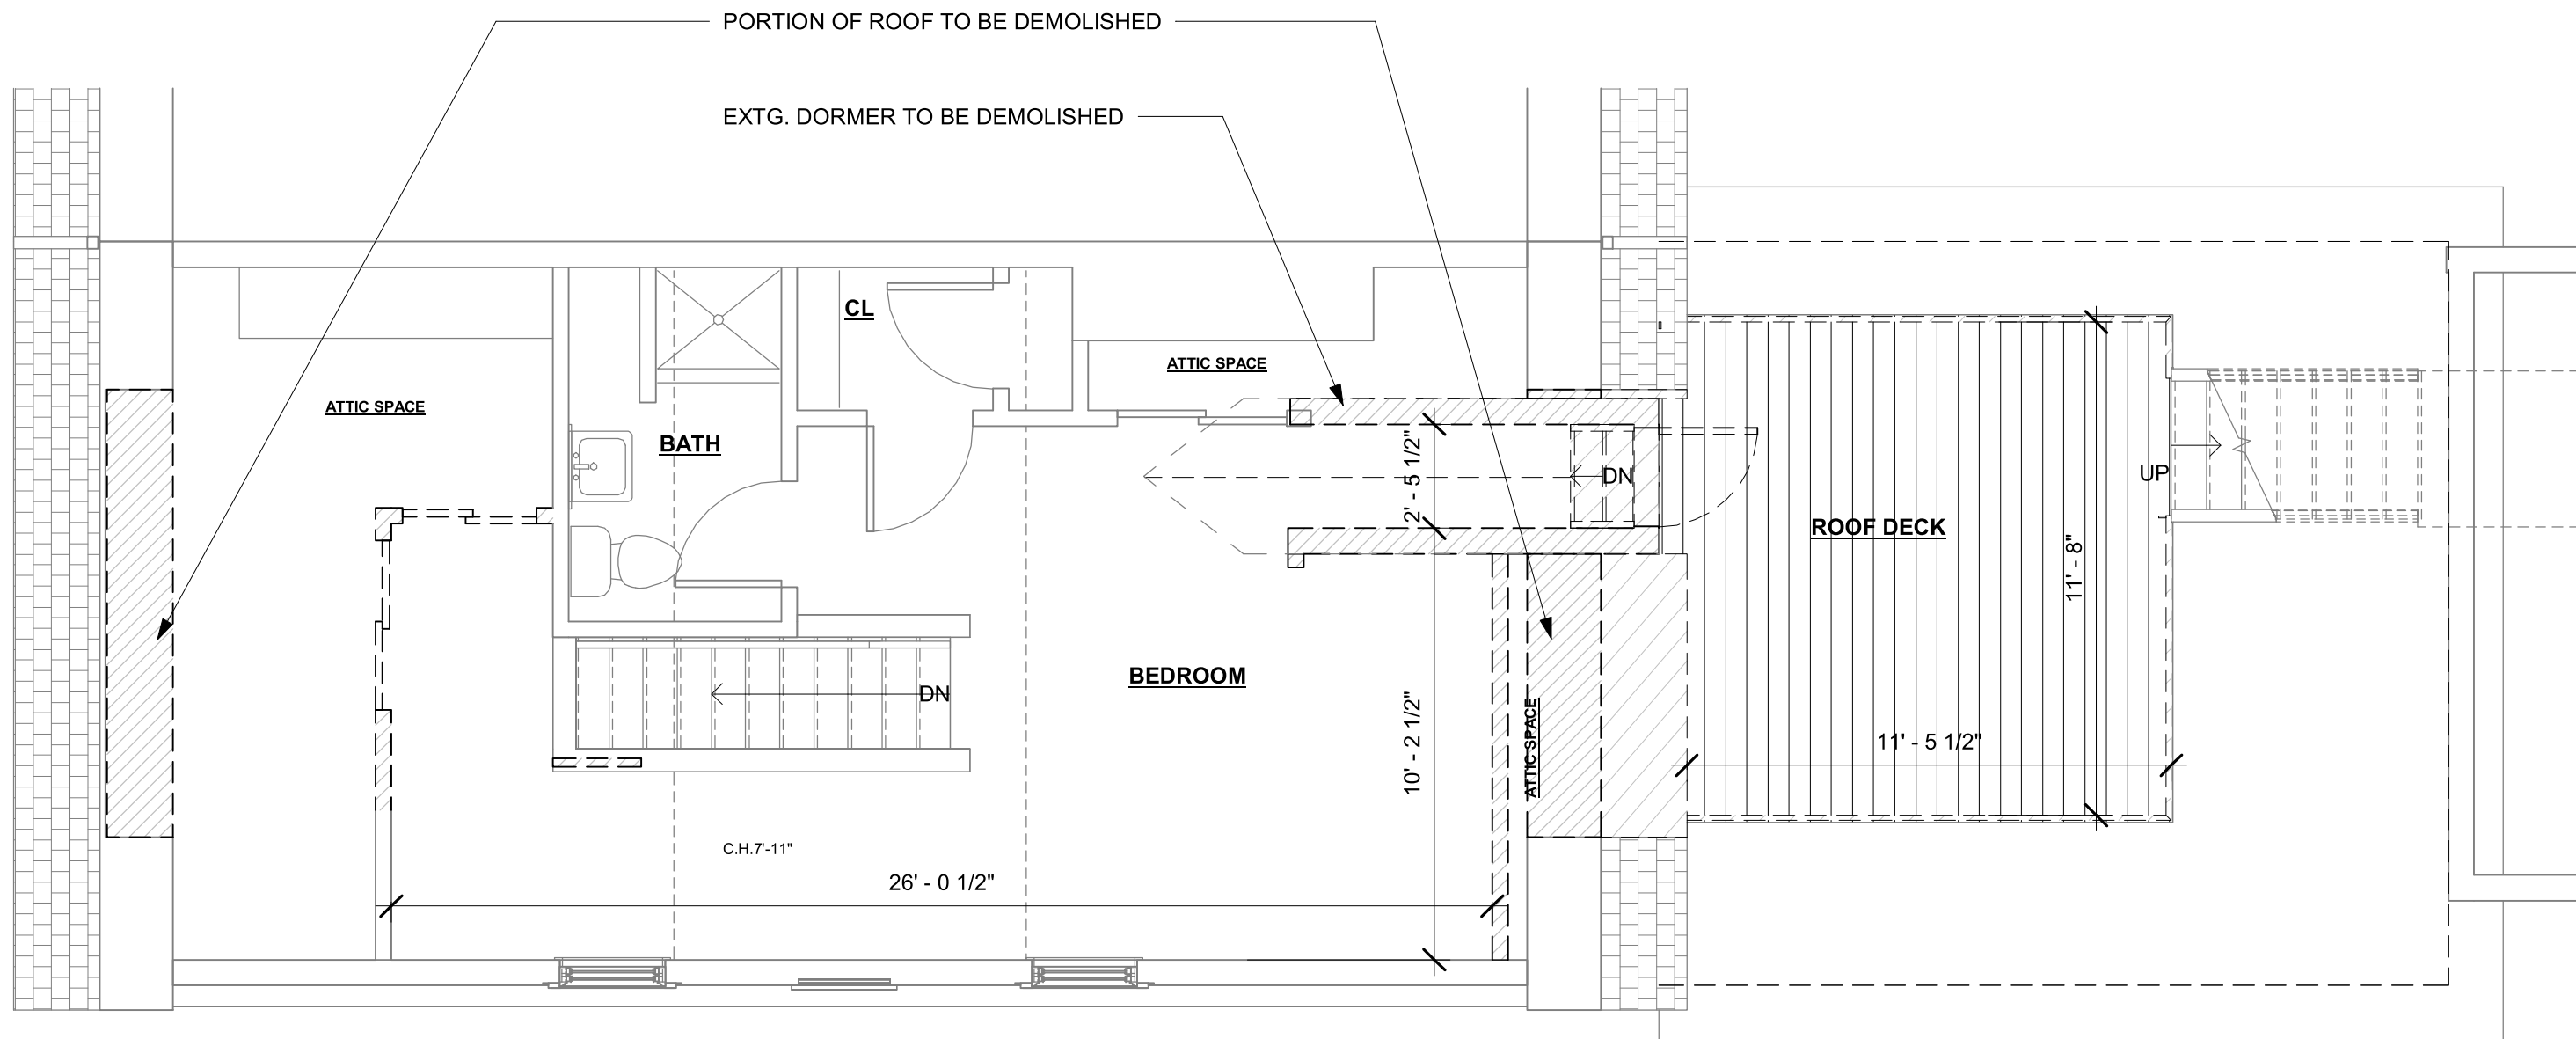 PORTION OF ROOF TO BE DEMOLISHED
EXTG. DORMER TO BE DEMOLISHED
CL
ATTIC SPACE
ATTIC SPACE
BATH
2' - 5 1/2"
DN
UP
ROOF DECK
11' - 8"
BEDROOM
DN
10' - 2 1/2"
ATTIC SPACE
11' - 5 1/2"
C.H.7'-11"
26' - 0 1/2"